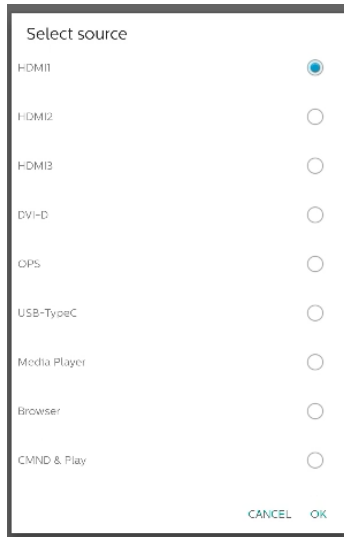 Select source
HDMI1
HDMI2
HDMI3
DVI-D
OPS
USB-TypeC
Media Player
Browser
CMND & Play
CANCEL OK